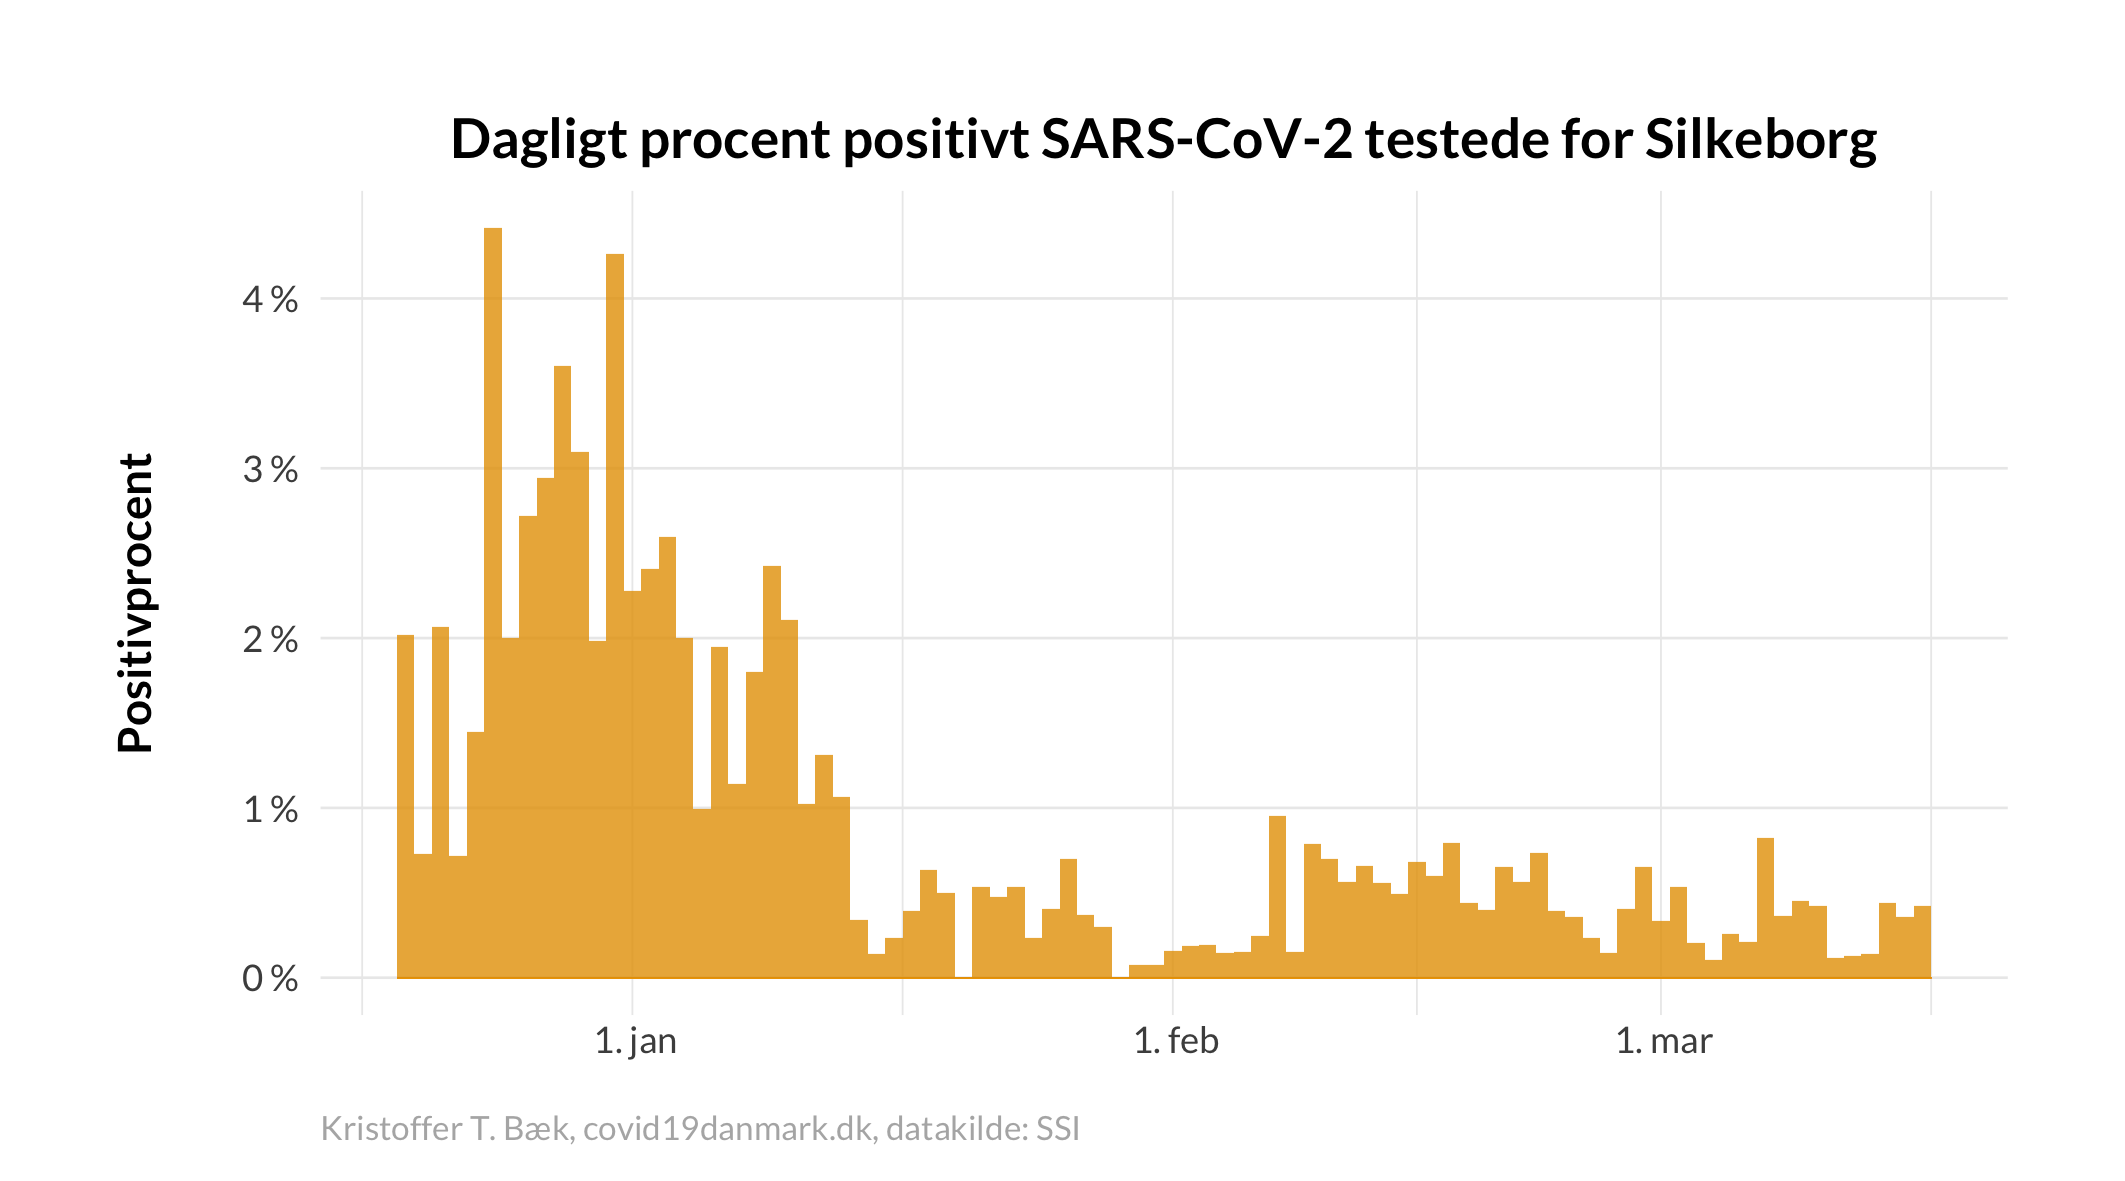 Dagligt procent positivt SARS-CoV-2 testede for Silkeborg
Positivprocent
4 %
3 %
2 %
1 %
0 %
1. jan
1. feb
1. mar
Kristoffer T. Bæk, covid19danmark.dk, datakilde: SSI